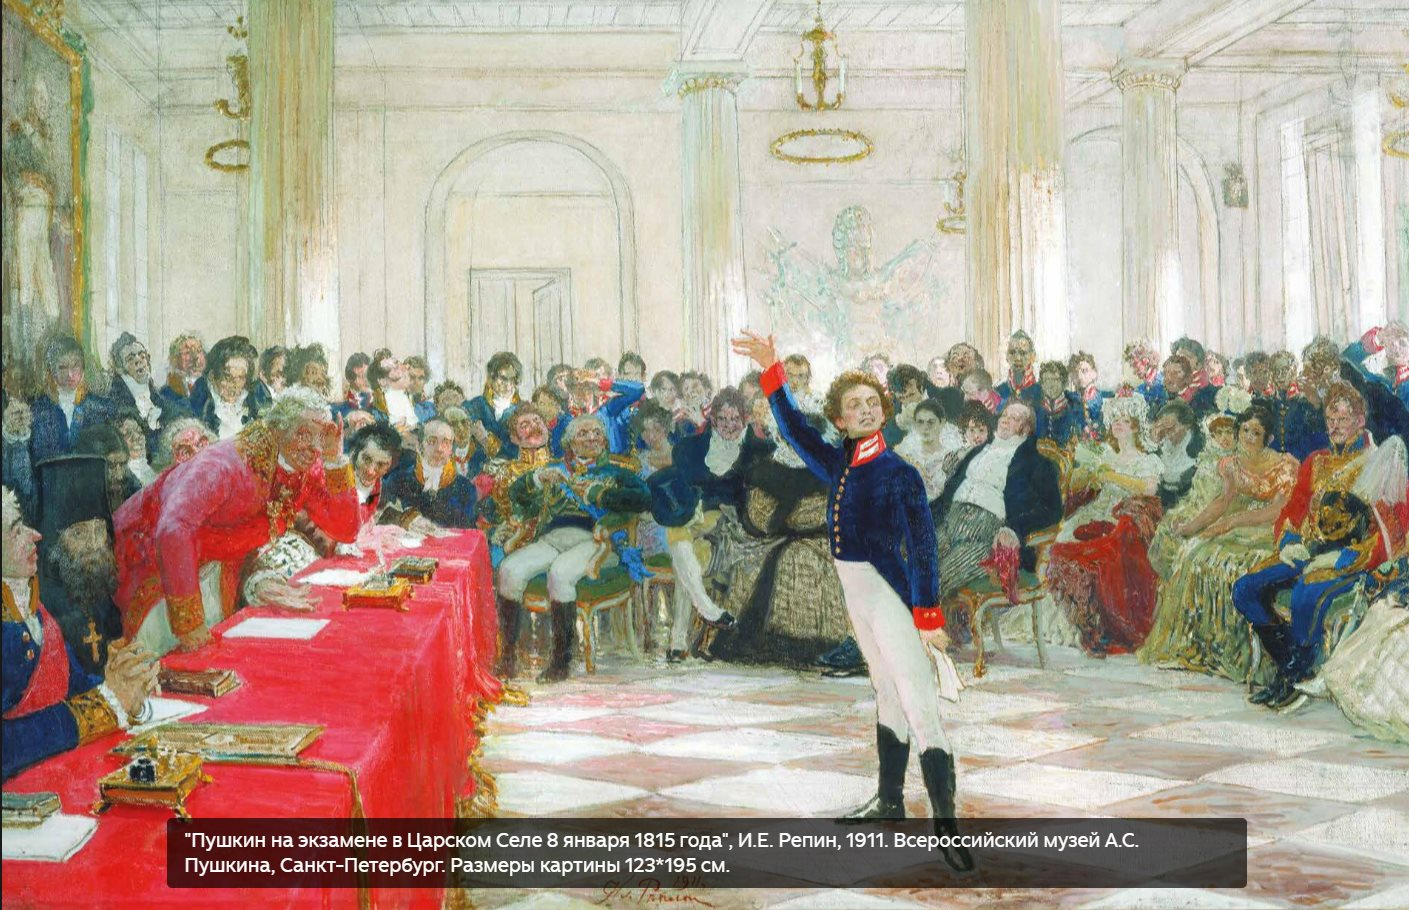 "Пушкин на экзамене в Царском Селе 8 января 1815 года", И.Е. Репин, 1911. Всероссийский музей А.С.
Пушкина, Санкт-Петербург. Размеры картины 123*195 см.